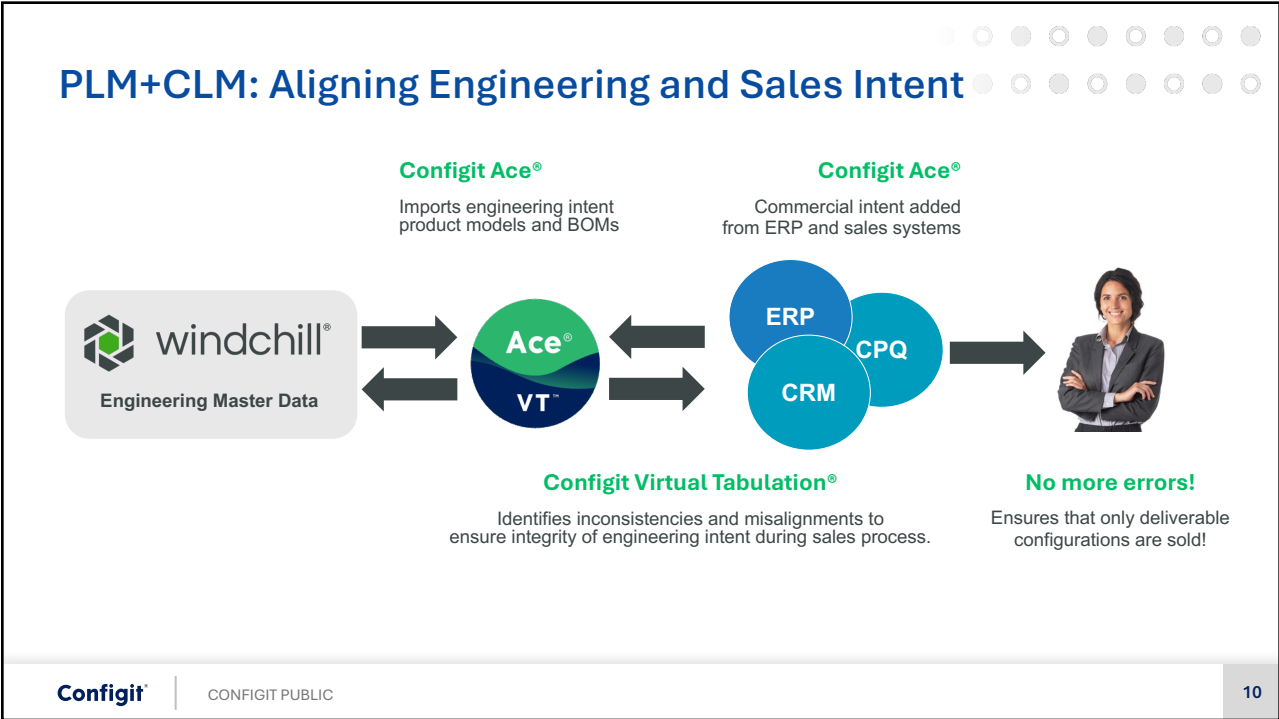 PLM+CLM: Aligning Engineering and Sales Intent
Configit Ace®
Imports engineering intent
product models and BOMs
Configit Ace®
Commercial intent added
from ERP and sales systems
windchill®
Engineering Master Data
Ace®
VT™
ERP
CPQ
CRM
Configit Virtual Tabulation®
Identifies inconsistencies and misalignments to
ensure integrity of engineering intent during sales process.
No more errors!
Ensures that only deliverable
configurations are sold!
Configit®
CONFIGIT PUBLIC
10